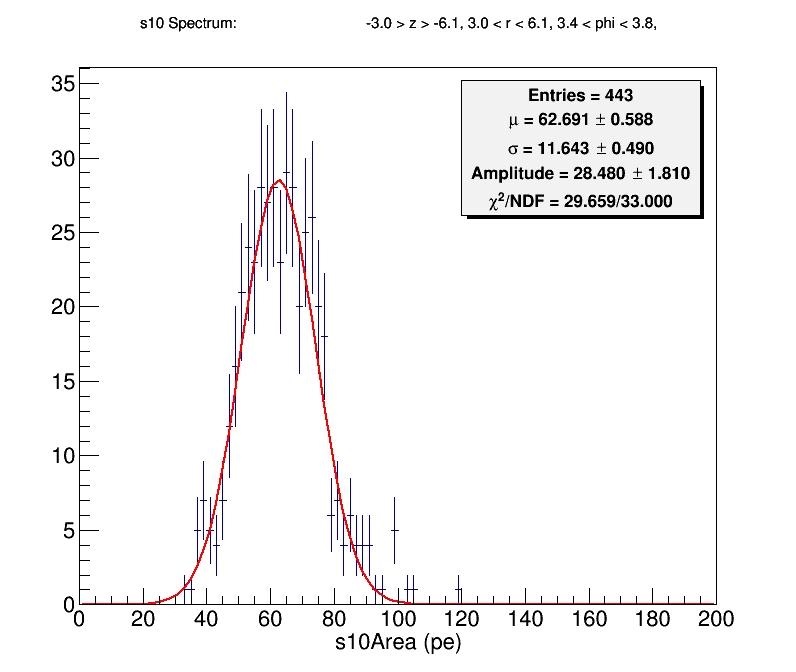 s10 Spectrum: -3.0 > z > -6.1, 3.0 < r < 6.1, 3.4 < phi < 3.8,
Entries = 443
μ = 62.691 ± 0.588
σ = 11.643 ± 0.490
Amplitude = 28.480 ± 1.810
χ²/NDF = 29.659/33.000
35
30
25
20
15
10
5
0
0 20 40 60 80 100 120 140 160 180 200
s10Area (pe)